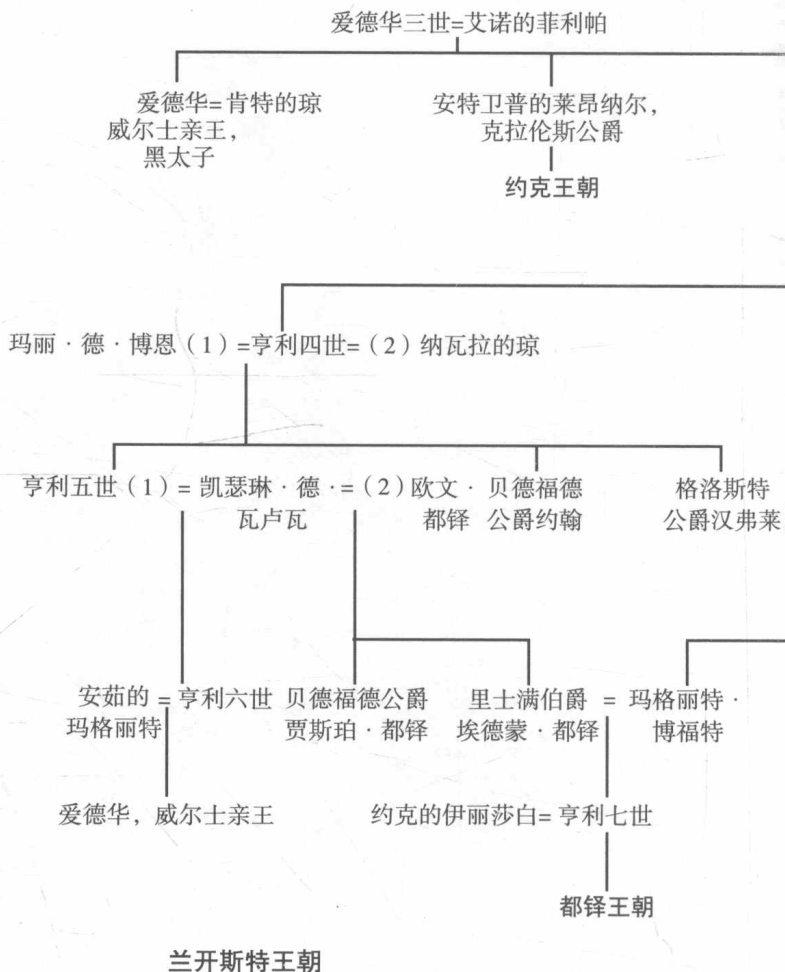 爱德华三世=艾诺的菲利帕
爱德华=肯特的琼
威尔士亲王，
黑太子
安特卫普的莱昂纳尔，
克拉伦斯公爵
约克王朝
玛丽·德·博恩（1）=亨利四世=（2）纳瓦拉的琼
亨利五世（1）= 凯瑟琳·德·=（2）欧文·
瓦卢瓦
都铎
贝德福德
公爵约翰
格洛斯特
公爵汉弗莱
安茹的 = 亨利六世
玛格丽特
贝德福德公爵
贾斯珀·都铎
里士满伯爵 = 玛格丽特·
埃德蒙·都铎
博福特
爱德华，威尔士亲王
约克的伊丽莎白= 亨利七世
都铎王朝
兰开斯特王朝